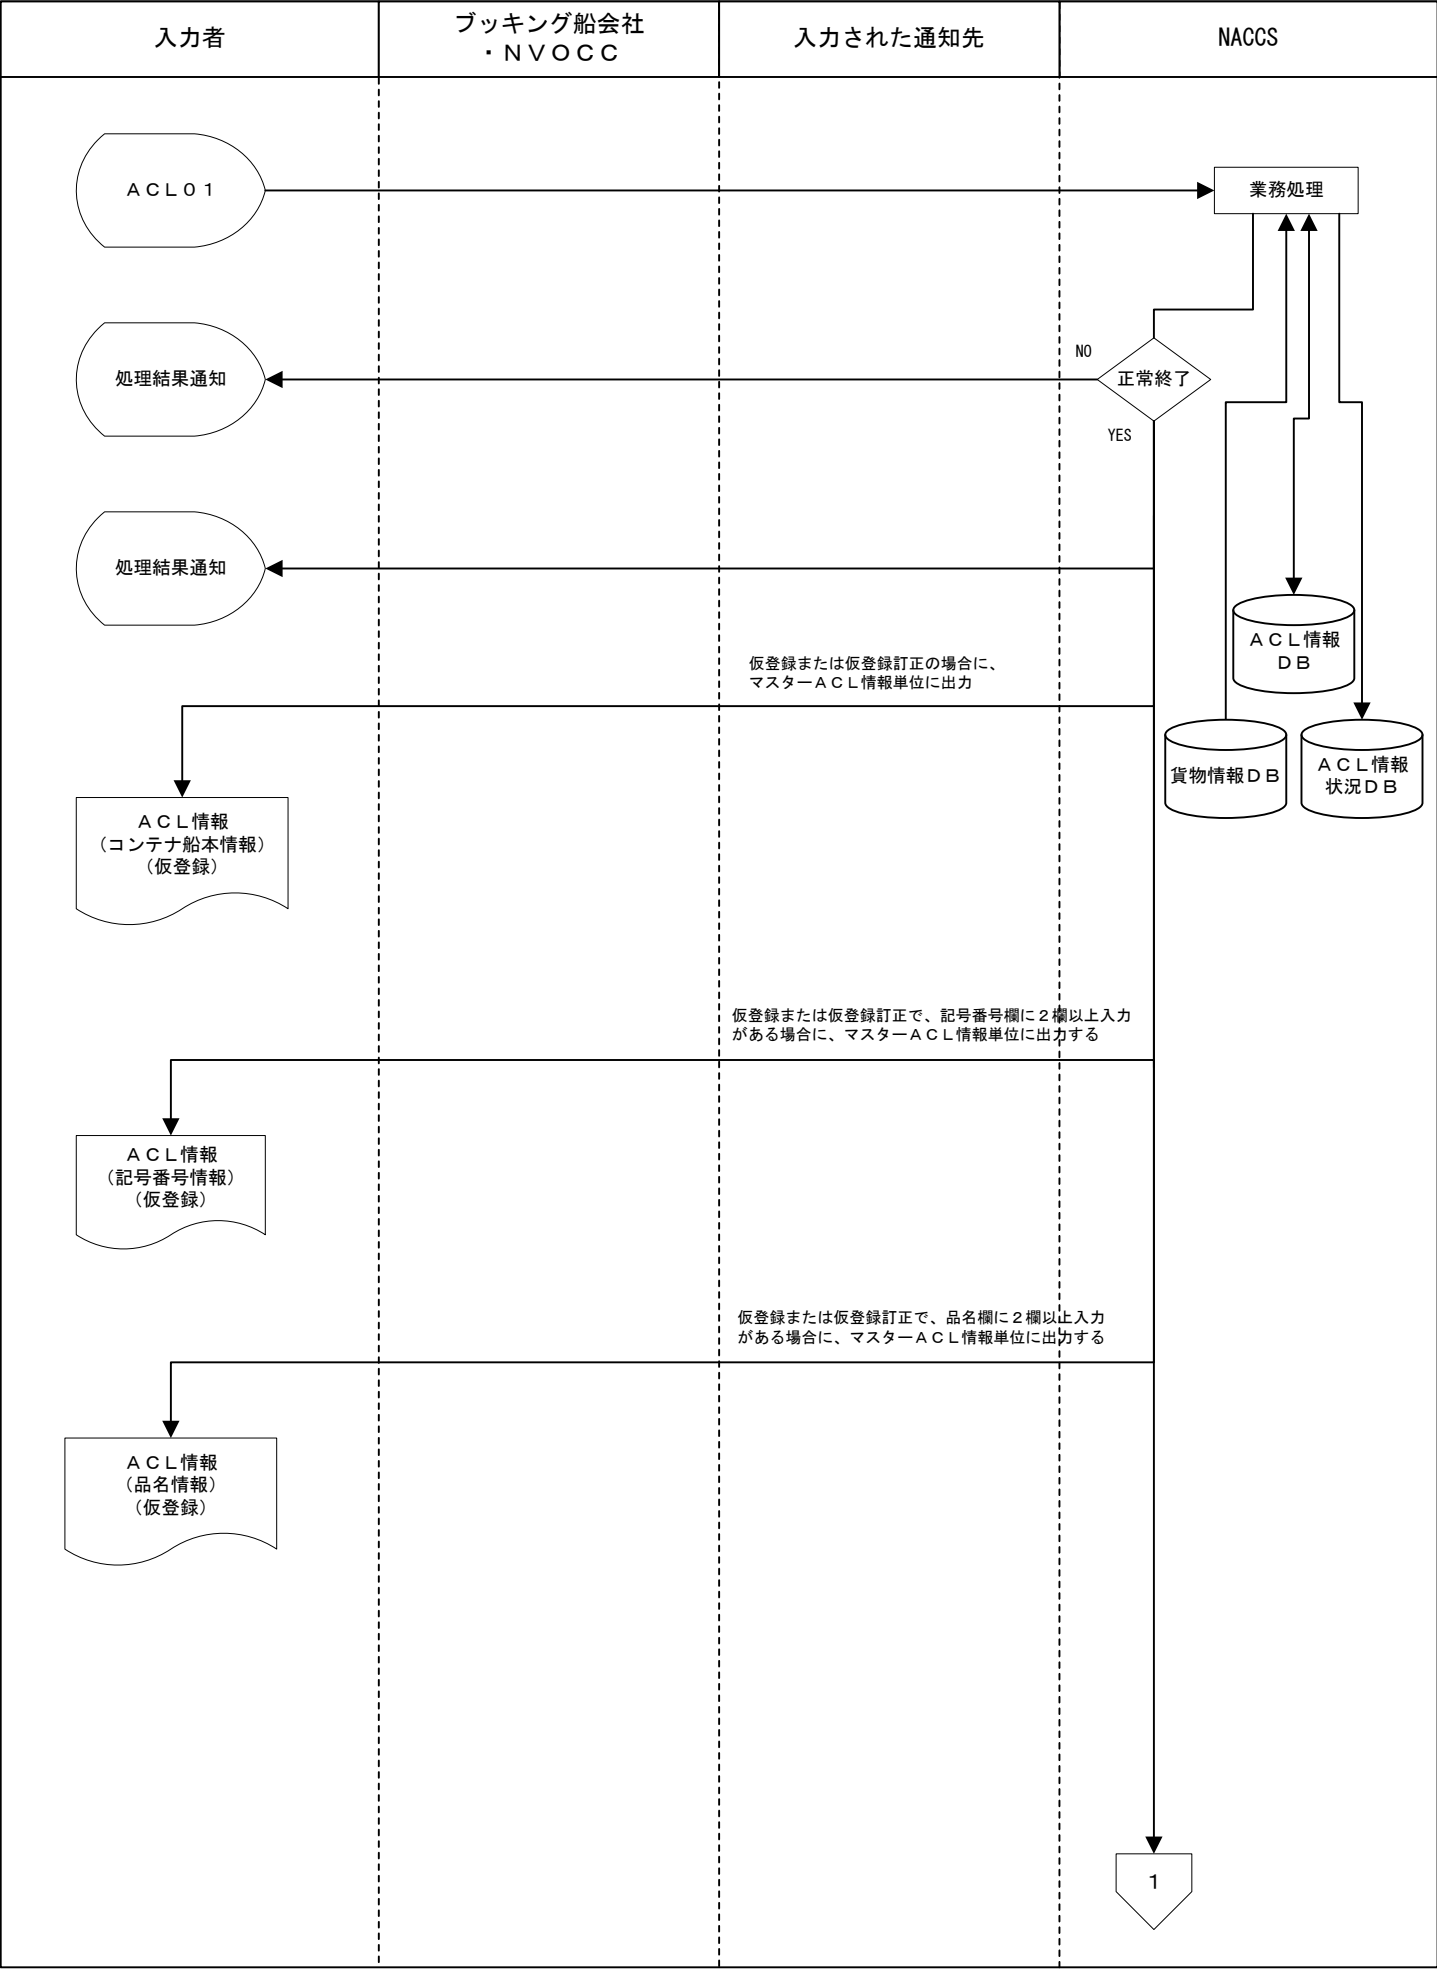 入力者
ブッキング船会社
・ＮＶＯＣＣ
入力された通知先
NACCS
ＡＣＬ０１
業務処理
処理結果通知
NO
正常終了
YES
処理結果通知
ＡＣＬ情報
ＤＢ
仮登録または仮登録訂正の場合に、
マスターＡＣＬ情報単位に出力
貨物情報ＤＢ
ＡＣＬ情報
状況ＤＢ
ＡＣＬ情報
（コンテナ船本情報）
（仮登録）
仮登録または仮登録訂正で、記号番号欄に２欄以上入力
がある場合に、マスターＡＣＬ情報単位に出力する
ＡＣＬ情報
（記号番号情報）
（仮登録）
仮登録または仮登録訂正で、品名欄に２欄以上入力
がある場合に、マスターＡＣＬ情報単位に出力する
ＡＣＬ情報
（品名情報）
（仮登録）
１